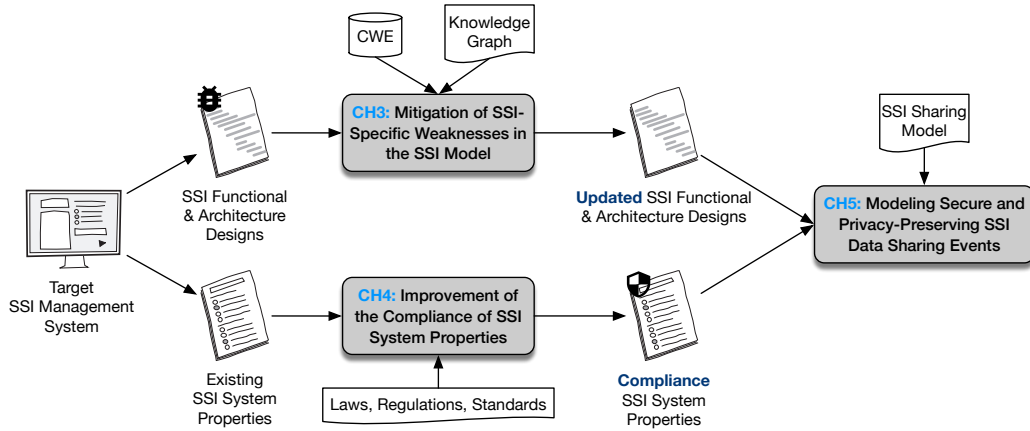 CWE
Knowledge
Graph
CH3: Mitigation of SSI-
Specific Weaknesses in
the SSI Model
SSI Sharing
Model
SSI Functional
& Architecture
Designs
Updated SSI Functional
& Architecture Designs
CH5: Modeling Secure and
Privacy-Preserving SSI
Data Sharing Events
Target
SSI Management
System
CH4: Improvement of
the Compliance of SSI
System Properties
Existing
SSI System
Properties
Laws, Regulations, Standards
Compliance
SSI System
Properties